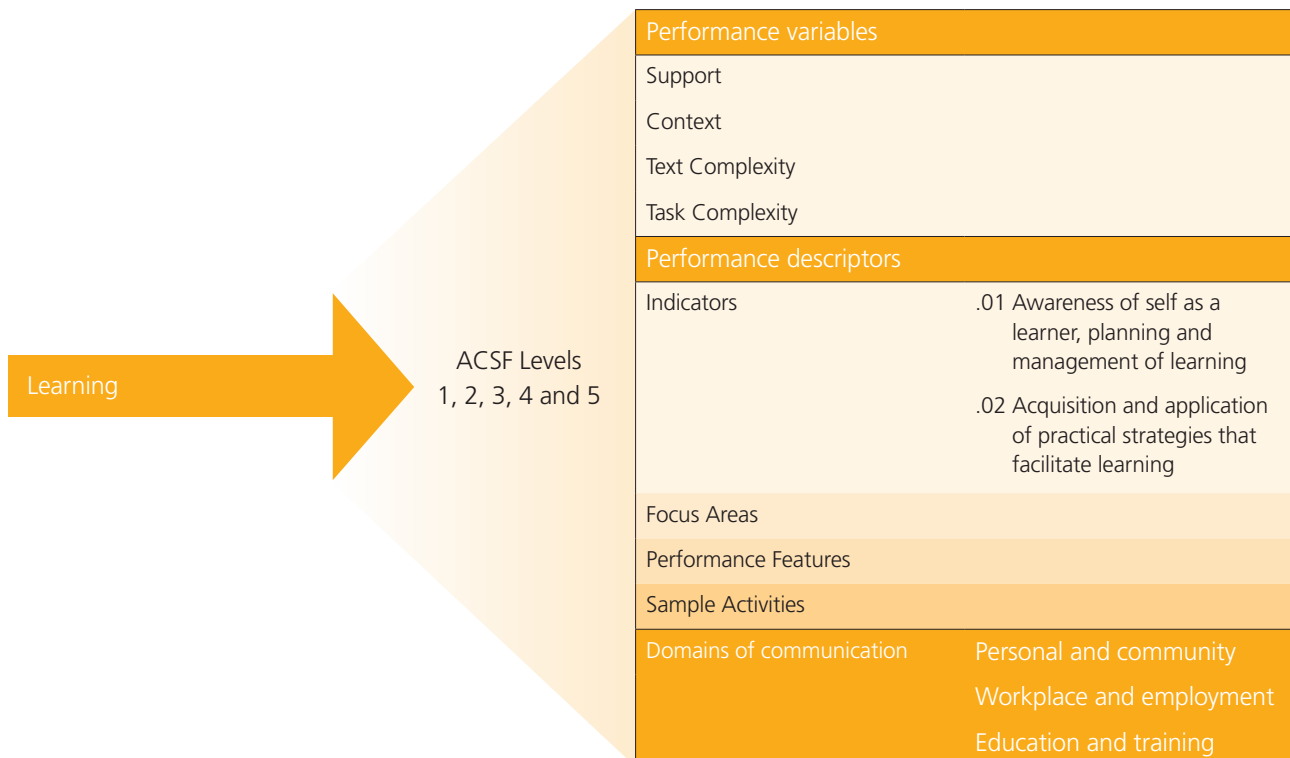 Learning
ACSF Levels
1, 2, 3, 4 and 5
Performance variables
Support
Context
Text Complexity
Task Complexity
Performance descriptors
Indicators
.01 Awareness of self as a
learner, planning and
management of learning
.02 Acquisition and application
of practical strategies that
facilitate learning
Focus Areas
Performance Features
Sample Activities
Domains of communication
Personal and community
Workplace and employment
Education and training